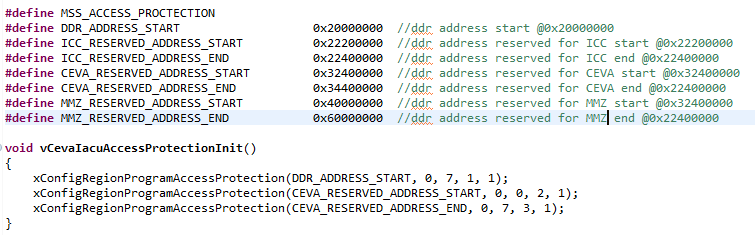 #define MSS_ACCESS_PROCTECTION
#define DDR_ADDRESS_START 0x20000000 //ddr address start @0x20000000
#define ICC_RESERVED_ADDRESS_START 0x22200000 //ddr address reserved for ICC start @0x22200000
#define ICC_RESERVED_ADDRESS_END 0x22400000 //ddr address reserved for ICC end @0x22400000
#define CEVA_RESERVED_ADDRESS_START 0x32400000 //ddr address reserved for CEVA start @0x32400000
#define CEVA_RESERVED_ADDRESS_END 0x34400000 //ddr address reserved for CEVA end @0x22400000
#define MMZ_RESERVED_ADDRESS_START 0x40000000 //ddr address reserved for MMZ start @0x32400000
#define MMZ_RESERVED_ADDRESS_END 0x60000000 //ddr address reserved for MMZ end @0x22400000
void vCevaIacuAccessProtectionInit()
{
xConfigRegionProgramAccessProtection(DDR_ADDRESS_START, 0, 7, 1, 1);
xConfigRegionProgramAccessProtection(CEVA_RESERVED_ADDRESS_START, 0, 0, 2, 1);
xConfigRegionProgramAccessProtection(CEVA_RESERVED_ADDRESS_END, 0, 7, 3, 1);
}